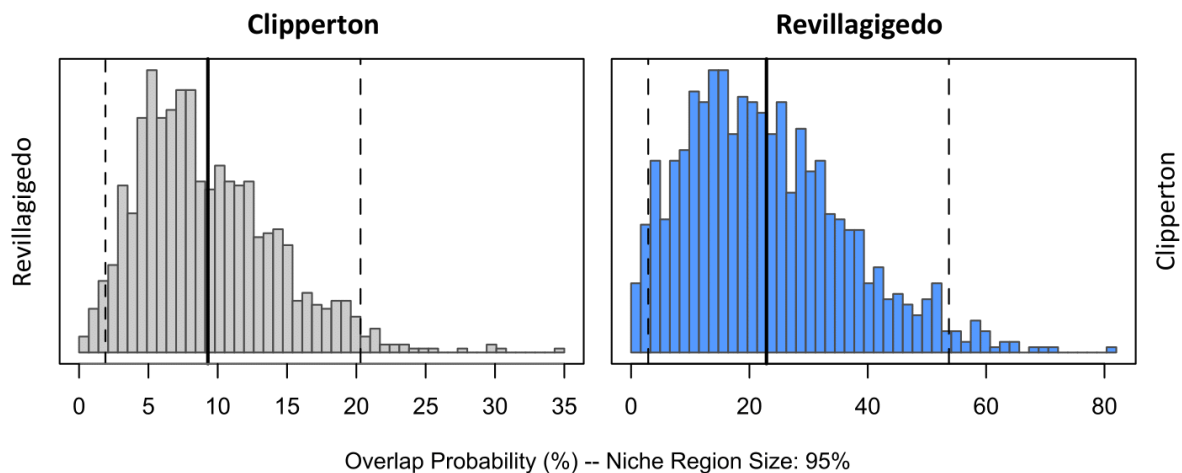 Clipperton
Revillagigedo
Revillagigedo
Clipperton
0 5 10 15 20 25 30 35
0 20 40 60 80
Overlap Probability (%) -- Niche Region Size: 95%